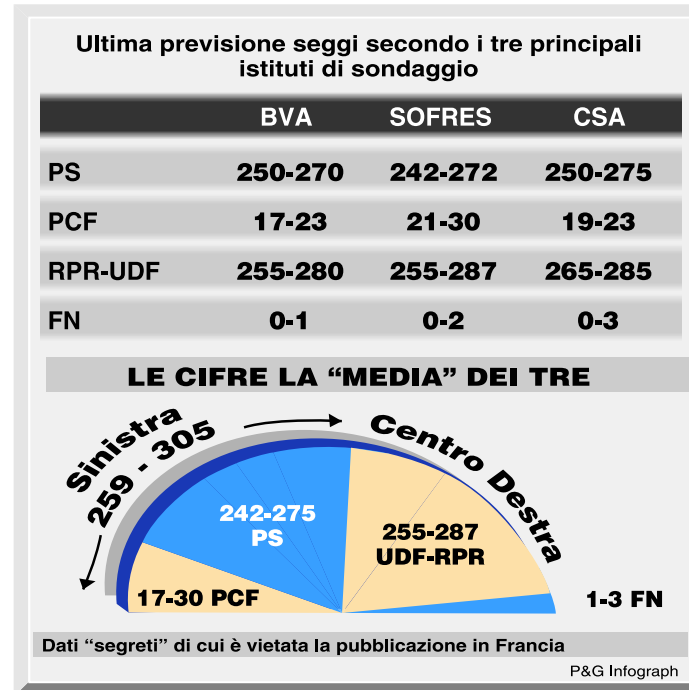 Ultima previsione seggi secondo i tre principali
istituti di sondaggio
BVA SOFRES CSA
PS 250-270 242-272 250-275
PCF 17-23 21-30 19-23
RPR-UDF 255-280 255-287 265-285
FN 0-1 0-2 0-3
LE CIFRE LA “MEDIA” DEI TRE
Sinistra
259 - 305
Centro Destra
242-275
PS
255-287
UDF-RPR
17-30 PCF
1-3 FN
Dati “segreti” di cui è vietata la pubblicazione in Francia
P&G Infograph